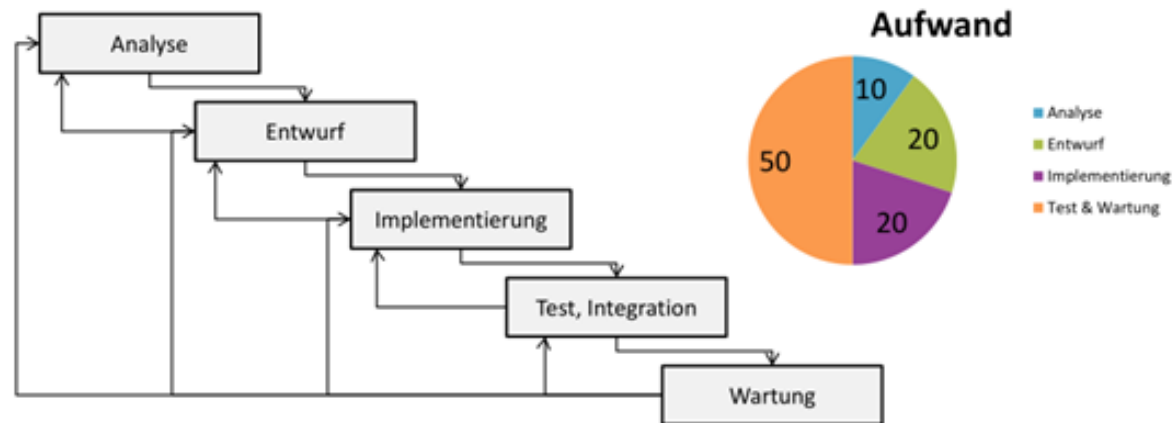 Analyse
Entwurf
Implementierung
Test, Integration
Wartung
Aufwand
10
20
20
50
Analyse
Entwurf
Implementierung
Test & Wartung